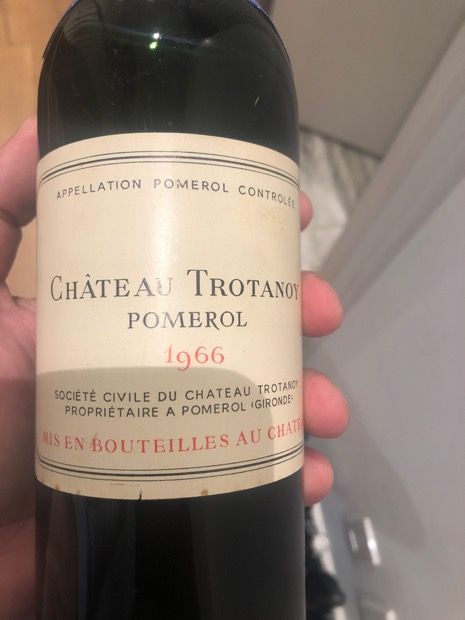 APPELLATION POMEROL CONTROLÉE
CHÂTEAU TROTANOY
POMEROL
1966
SOCIÉTÉ CIVILE DU CHATEAU TROTANOY
PROPRIÉTAIRE A POMEROL (GIRONDE)
MIS EN BOUTEILLES AU